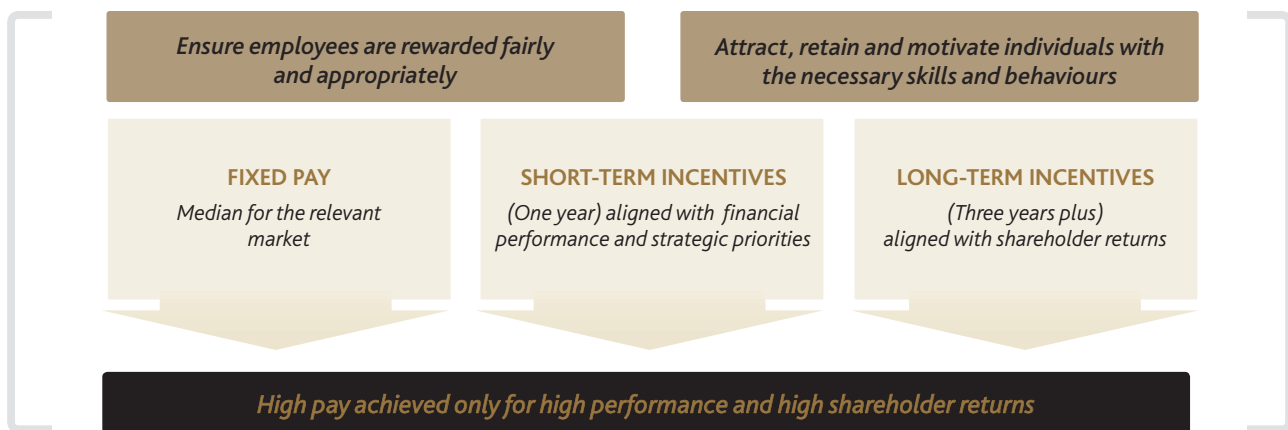 Ensure employees are rewarded fairly
and appropriately
Attract, retain and motivate individuals with
the necessary skills and behaviours
FIXED PAY
Median for the relevant
market
SHORT-TERM INCENTIVES
(One year) aligned with financial
performance and strategic priorities
LONG-TERM INCENTIVES
(Three years plus)
aligned with shareholder returns
High pay achieved only for high performance and high shareholder returns